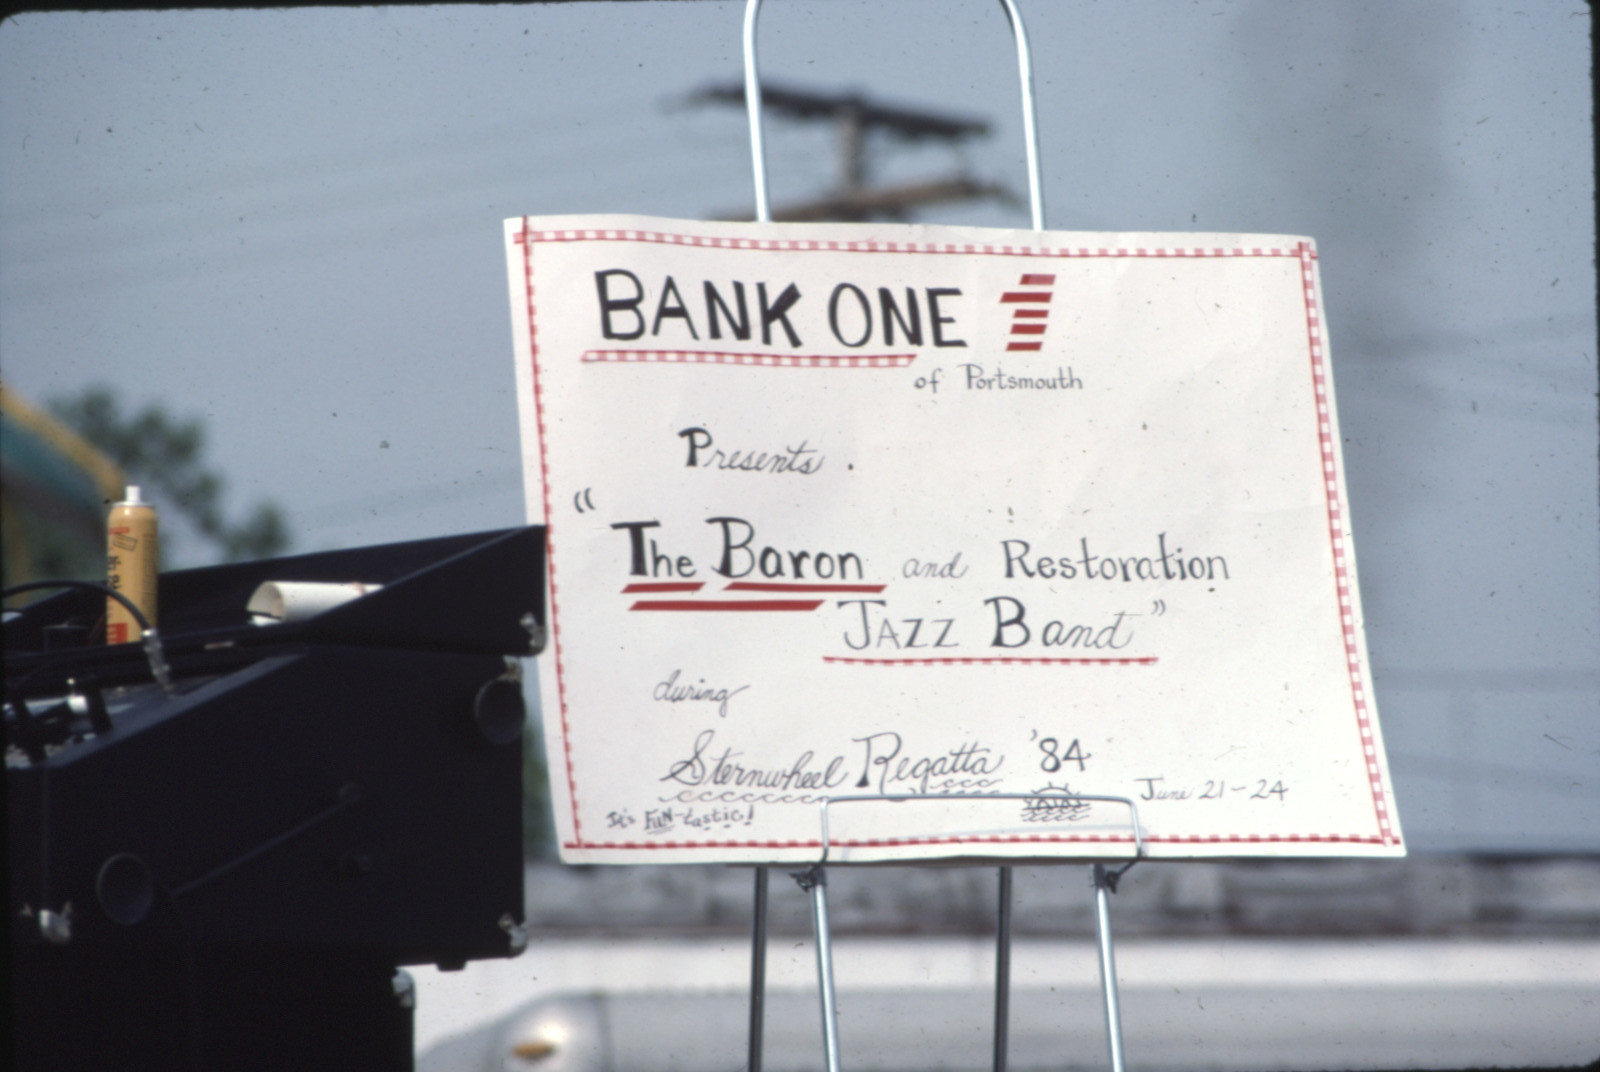 BANK ONE
of Portsmouth
Presents
"The Baron and Restoration
Jazz Band"
during
Sternwheel Regatta '84
June 21-24
It's FUN-tastic!